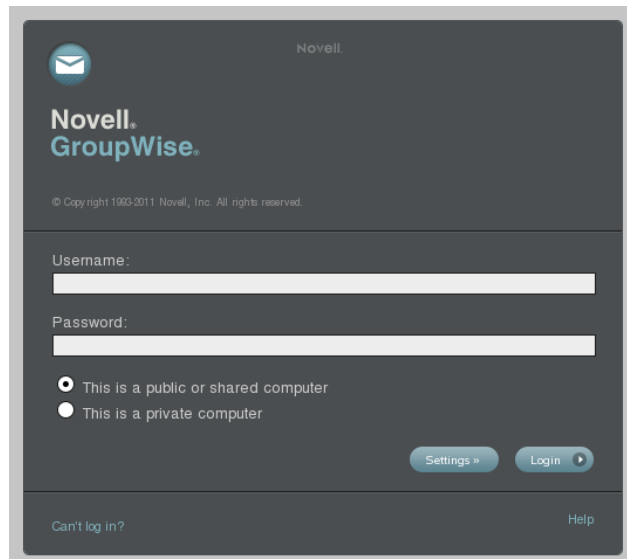 Novell.
Novell®
GroupWise®
© Copyright 1993-2011 Novell, Inc. All rights reserved.
Username:
Password:
This is a public or shared computer
This is a private computer
Settings »
Login
Can't log in?
Help